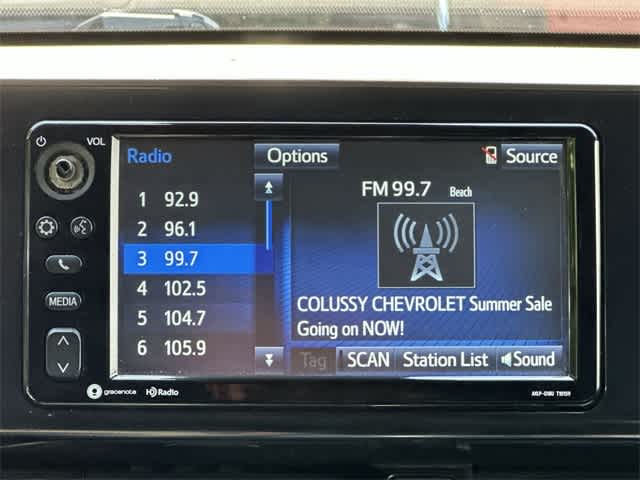 VOL
Radio
Options
Source
1 92.9
2 96.1
3 99.7
4 102.5
5 104.7
6 105.9
FM 99.7 Beach
COLUSSY CHEVROLET Summer Sale
Going on NOW!
Tag
SCAN
Station List
Sound
MEDIA
gracenote
HD Radio